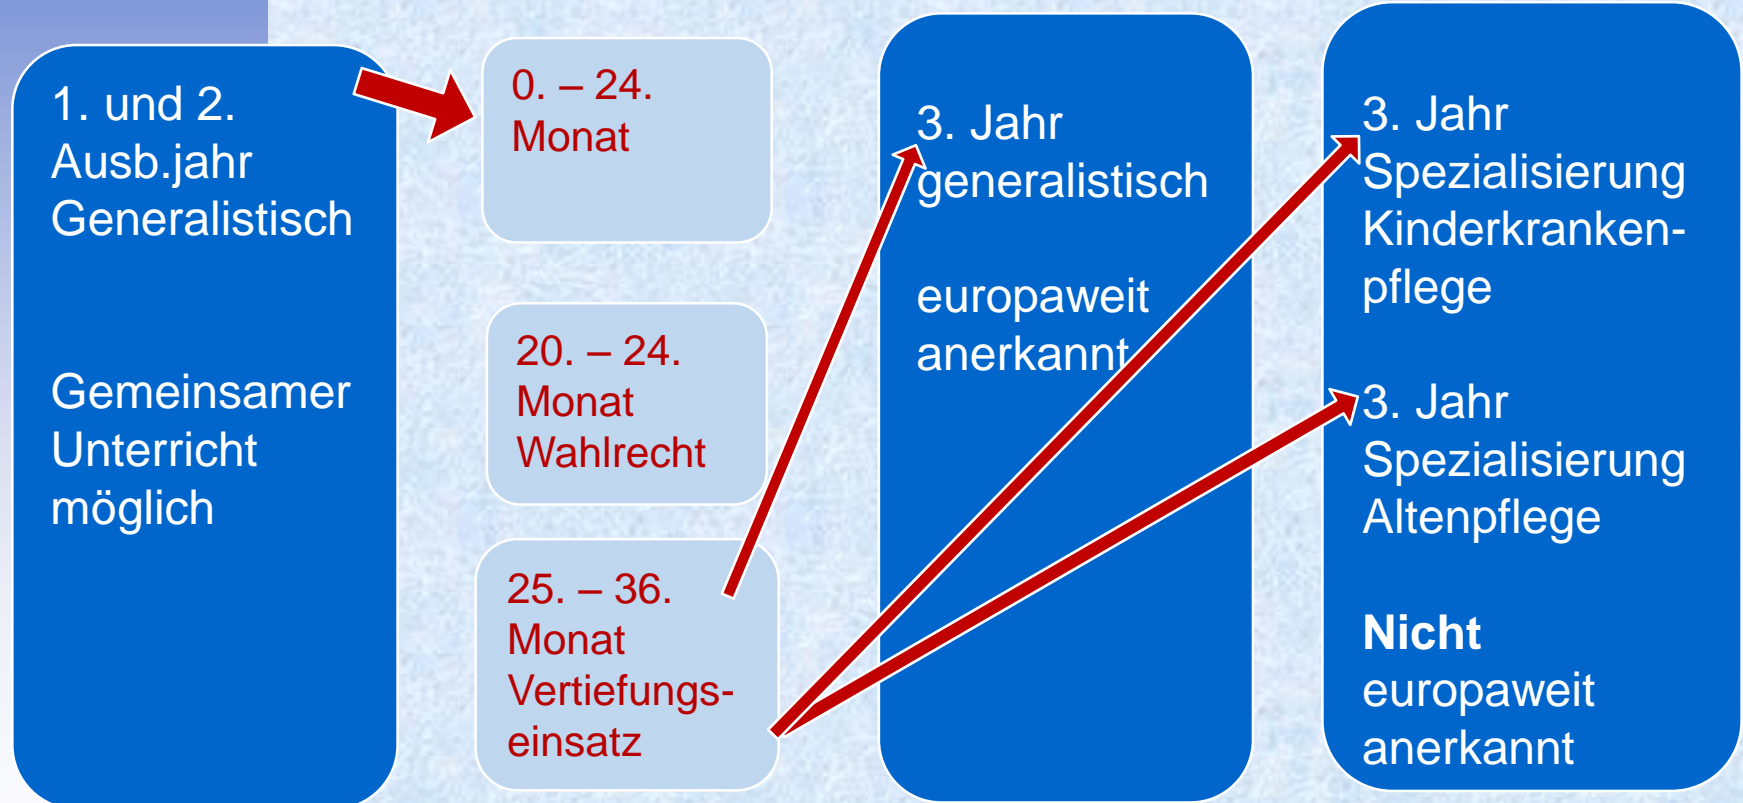 1. und 2.
Ausb.jahr
Generalistisch
Gemeinsamer
Unterricht
möglich
0. – 24.
Monat
20. – 24.
Monat
Wahlrecht
25. – 36.
Monat
Vertiefungs-
einsatz
3. Jahr
generalistisch
europaweit
anerkannt
3. Jahr
Spezialisierung
Kinderkranken-
pflege
3. Jahr
Spezialisierung
Altenpflege
Nicht
europaweit
anerkannt